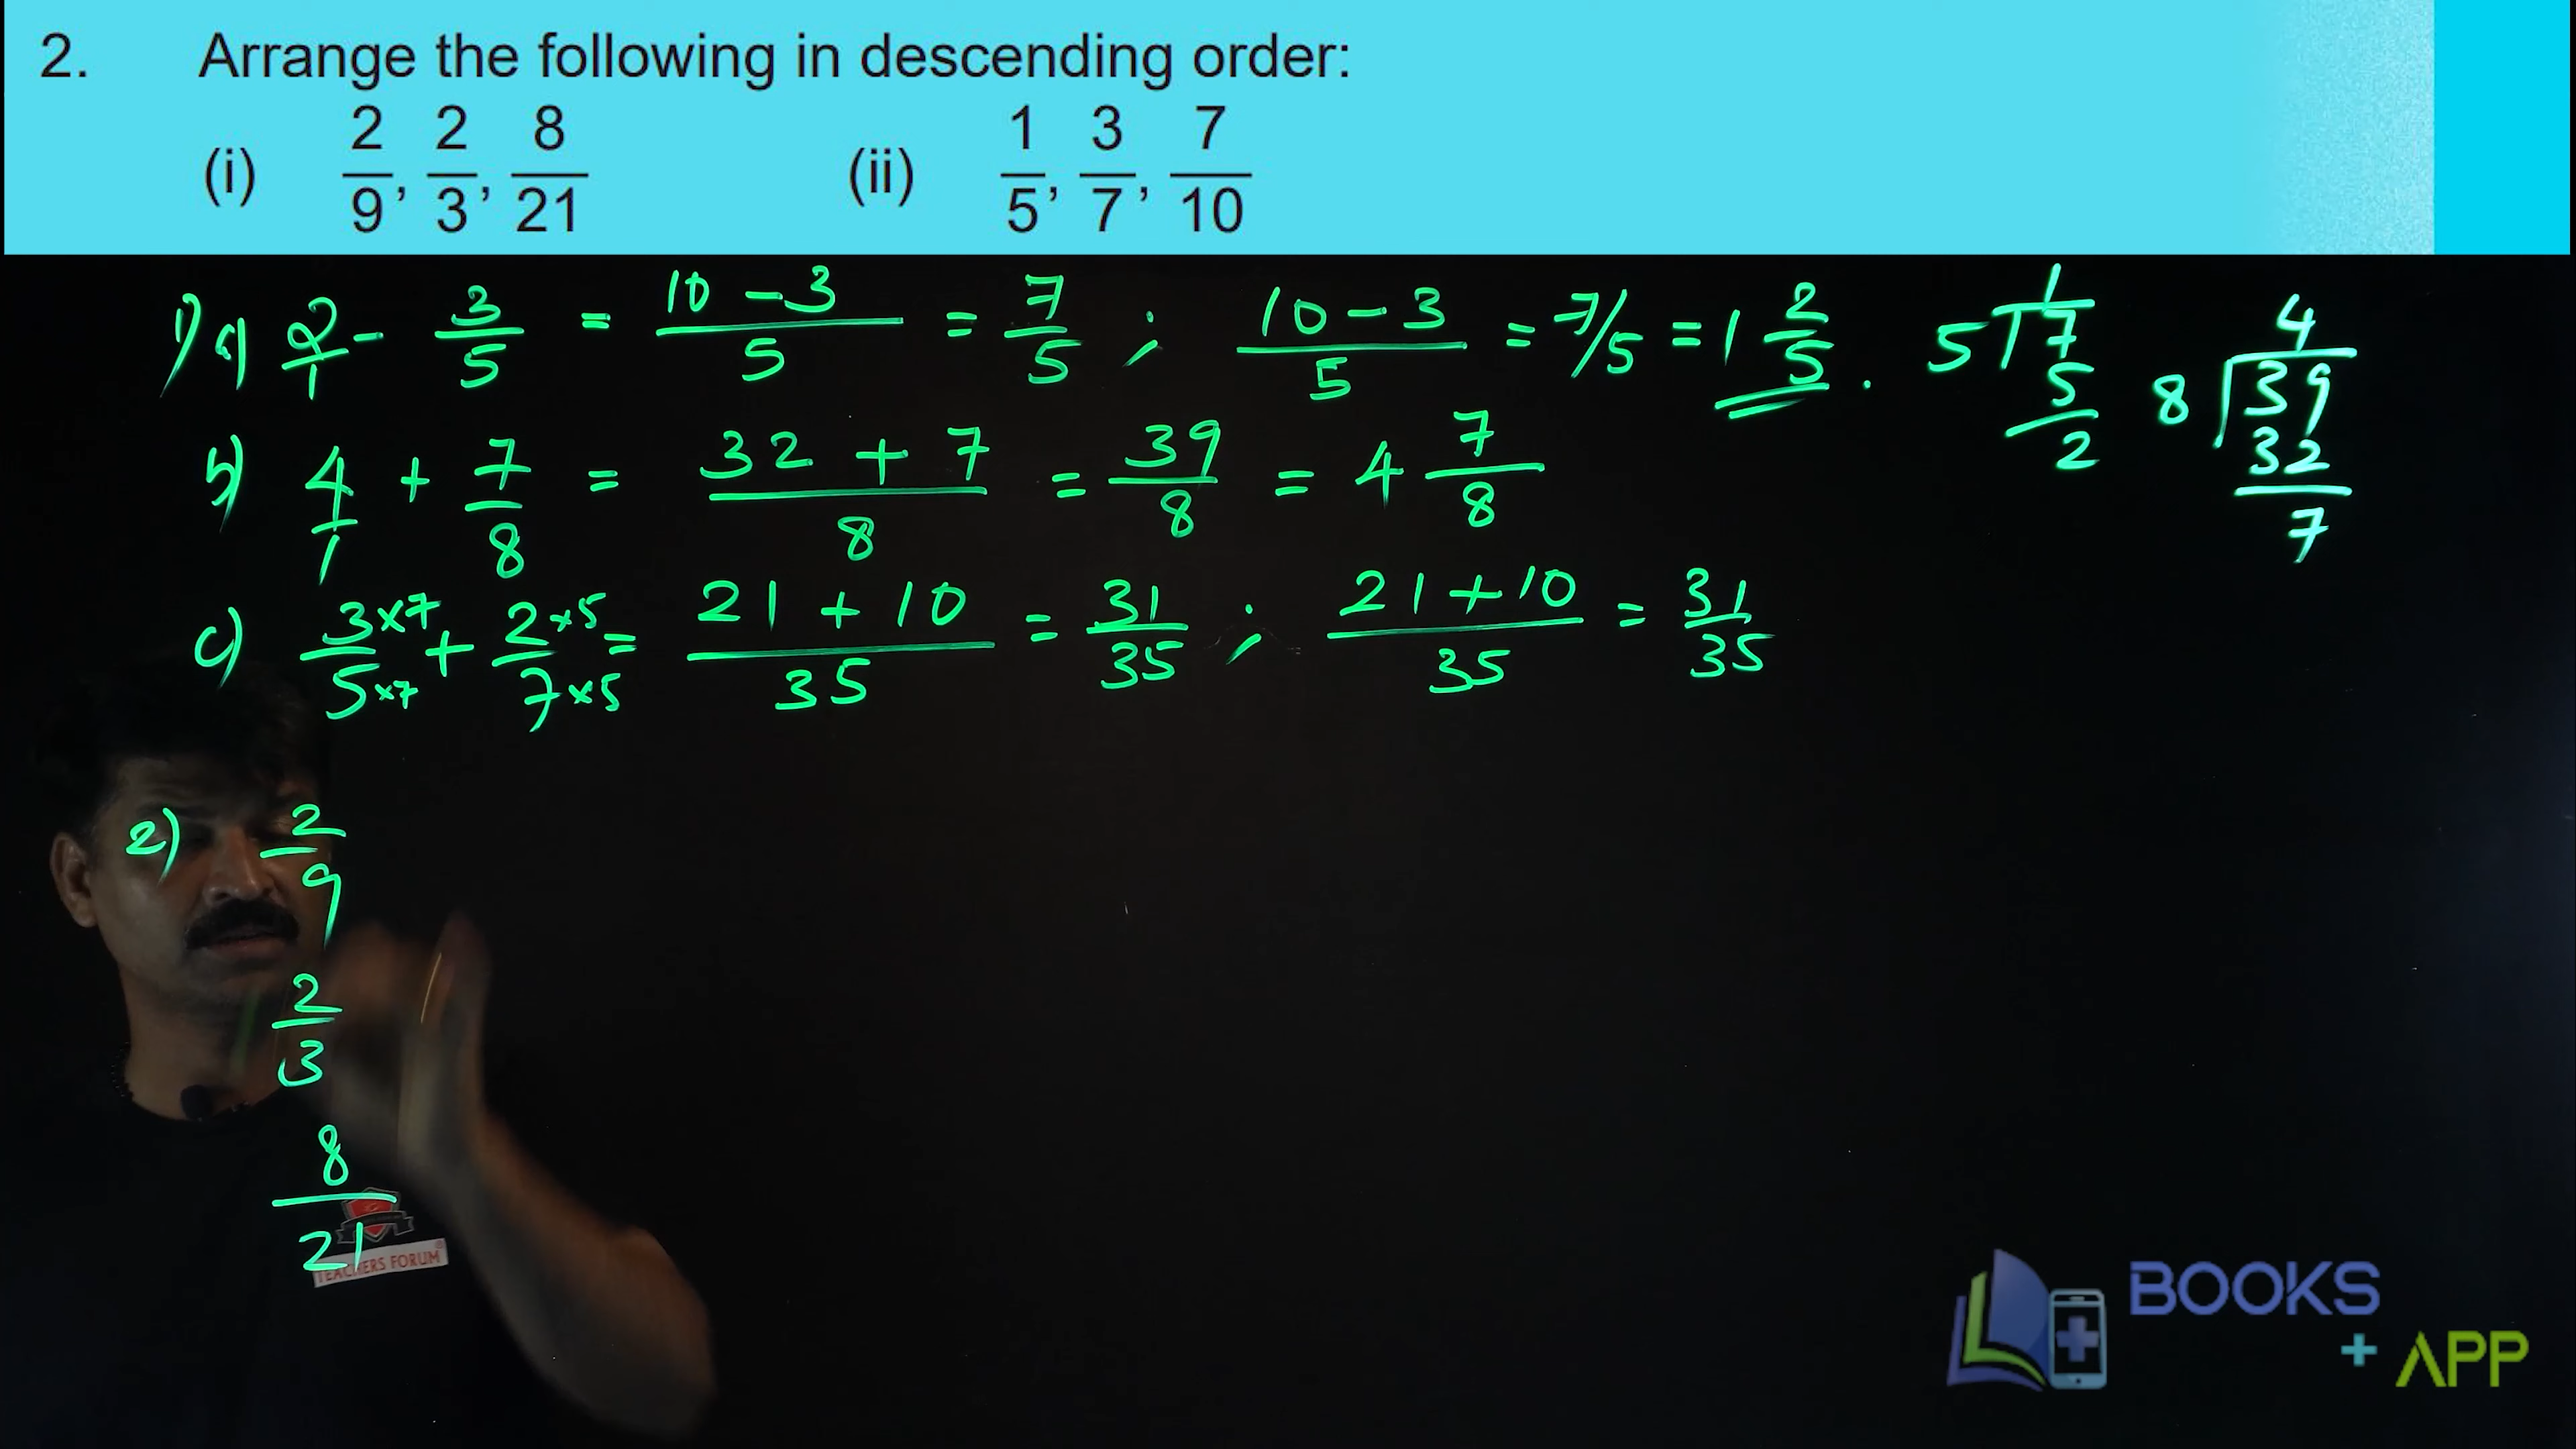 2. Arrange the following in descending order:
(i) 2/9, 2/3, 8/21 (ii) 1/5, 3/7, 7/10
1) a) 2/1 - 3/5 = 10 - 3/5 = 7/5 ; 10 - 3/5 = 7/5 = 1 2/5 .
1
5 7
5
2
4
8 39
32
7
b) 4/1 + 7/8 = 32 + 7/8 = 39/8 = 4 7/8
c) 3×7/5×7 + 2×5/7×5 = 21 + 10/35 = 31/35 ; 21 + 10/35 = 31/35
2) 2/9
2/3
8/21
TEACHERS FORUM
BOOKS
+ APP